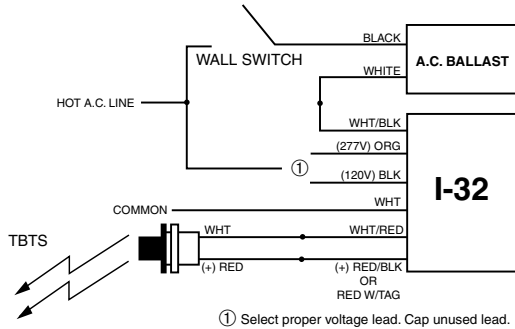 BLACK
WALL SWITCH
A.C. BALLAST
WHITE
HOT A.C. LINE
WHT/BLK
(277V) ORG
①
(120V) BLK
I-32
WHT
COMMON
TBTS
WHT
WHT/RED
(+) RED
(+) RED/BLK
OR
RED W/TAG
① Select proper voltage lead. Cap unused lead.